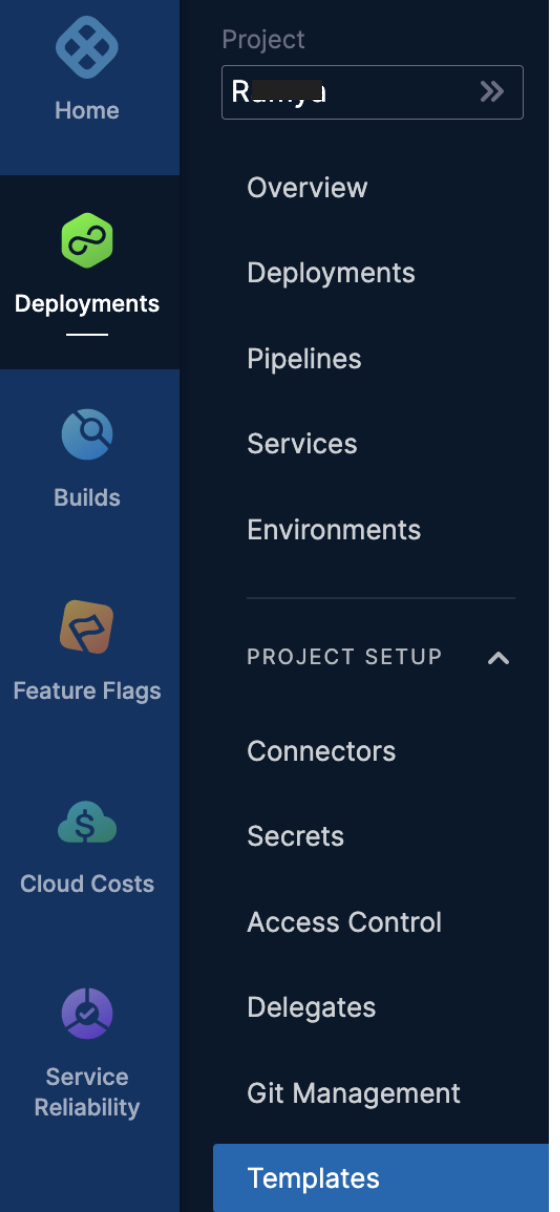 Home
Deployments
Builds
Feature Flags
Cloud Costs
Service
Reliability
Project
Overview
Deployments
Pipelines
Services
Environments
PROJECT SETUP
Connectors
Secrets
Access Control
Delegates
Git Management
Templates